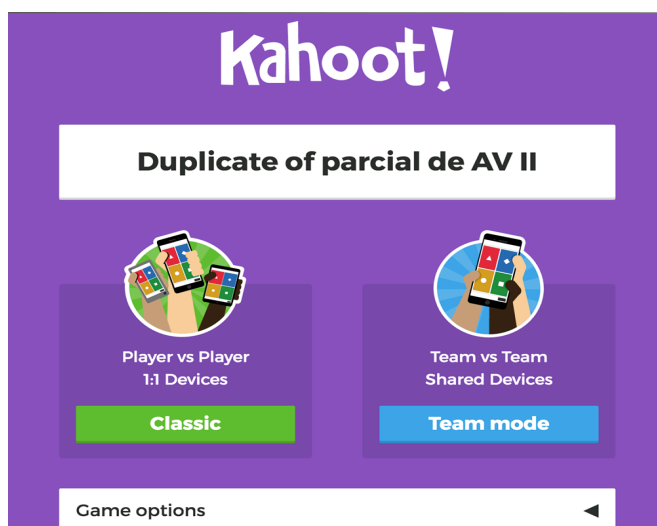 Kahoot!
Duplicate of parcial de AV II
Player vs Player
1:1 Devices
Classic
Team vs Team
Shared Devices
Team mode
Game options